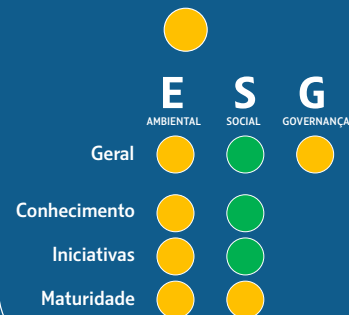 E S G
AMBIENTAL SOCIAL GOVERNANÇA
Geral
Conhecimento
Iniciativas
Maturidade